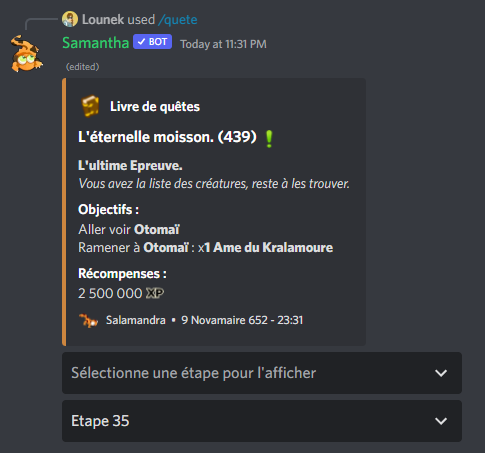 Lounek used /quete
Samantha ✓ BOT Today at 11:31 PM
(edited)
Livre de quêtes
L'éternelle moisson. (439)
L'ultime Epreuve.
Vous avez la liste des créatures, reste à les trouver.
Objectifs :
Aller voir Otomaï
Ramener à Otomaï : x1 Ame du Kralamoure
Récompenses :
2 500 000 XP
Salamandra • 9 Novamaire 652 - 23:31
Sélectionne une étape pour l'afficher
Etape 35